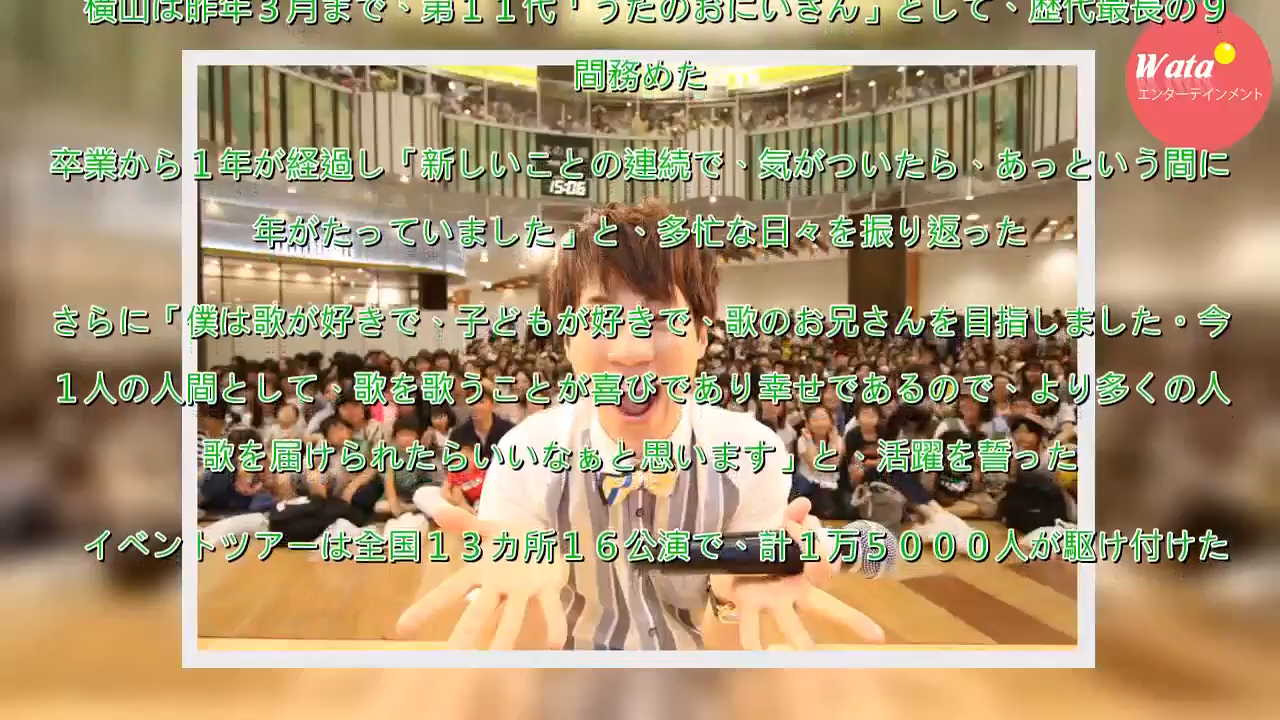 横山は昨年３月まで、第１１代「うたのおにいさん」として、歴代最長の９
間務めた
卒業から１年が経過し「新しいことの連続で、気がついたら、あっという間に
年がたっていました」と、多忙な日々を振り返った
さらに「僕は歌が好きで、子どもが好きで、歌のお兄さんを目指しました・今
１人の人間として、歌を歌うことが喜びであり幸せであるので、より多くの人
歌を届けられたらいいなぁと思います」と、活躍を誓った
イベントツアーは全国１３カ所１６公演で、計１万５０００人が駆け付けた
Wata
エンターテインメント
15:06